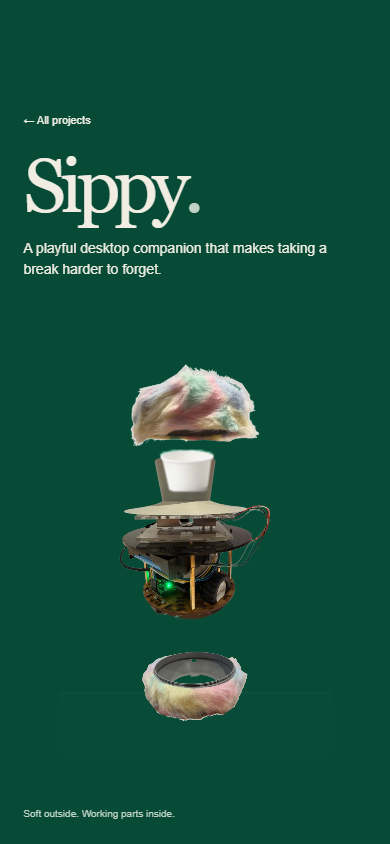 ← All projects
Sippy.
A playful desktop companion that makes taking a
break harder to forget.
Soft outside. Working parts inside.